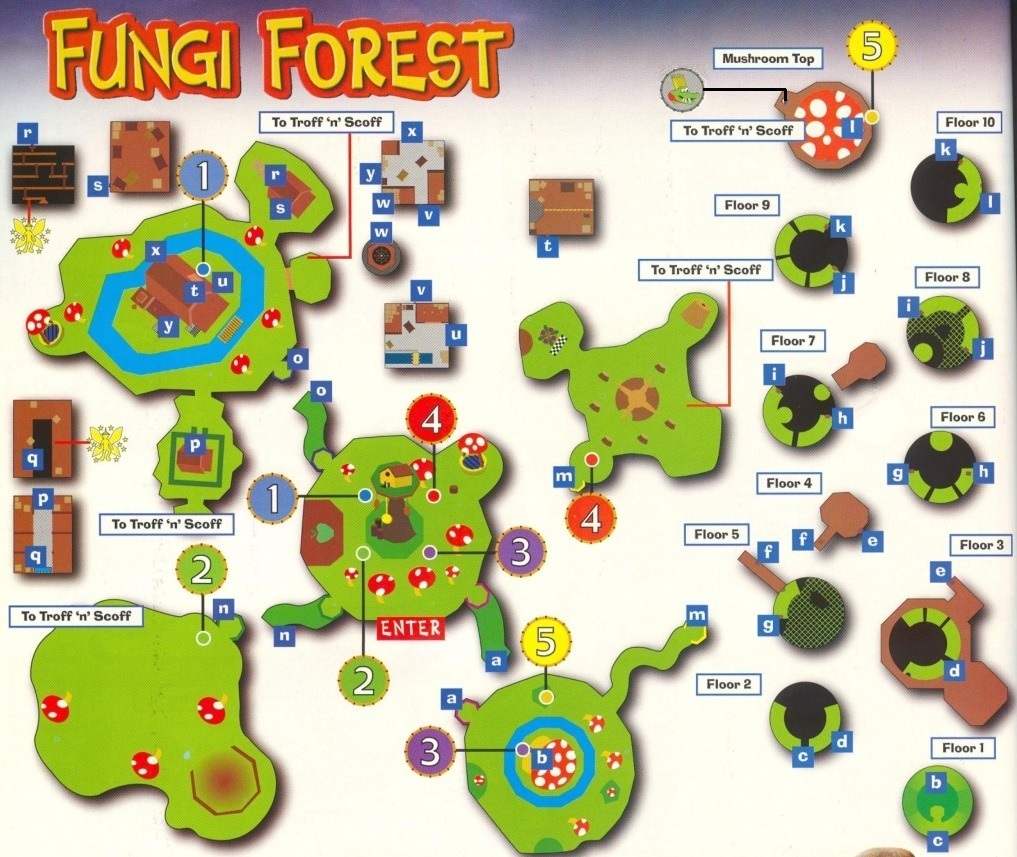 FUNGI FOREST
5
Mushroom Top
To Troff 'n' Scoff
l
Floor 10
k
l
To Troff 'n' Scoff
r
s
1
r
s
x
y
w
v
w
t
Floor 9
k
j
x
t
u
y
v
u
To Troff 'n' Scoff
Floor 8
i
j
o
o
Floor 7
i
h
q
p
4
Floor 6
g
h
1
m
4
Floor 4
f
e
p
q
To Troff 'n' Scoff
3
Floor 5
f
g
Floor 3
e
d
2
To Troff 'n' Scoff
n
n
ENTER
a
2
5
m
a
3
b
Floor 2
c
d
Floor 1
b
c